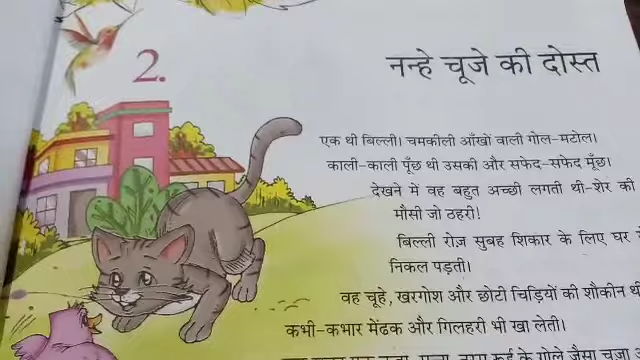 2.
नन्हे चूजे की दोस्त
एक थी बिल्ली। चमकीली आँखों वाली गोल-मटोल।
काली-काली पूँछ थी उसकी और सफेद-सफेद मूँछ।
देखने में वह बहुत अच्छी लगती थी-शेर की
मौसी जो ठहरी!
बिल्ली रोज़ सुबह शिकार के लिए घर
निकल पड़ती।
वह चूहे, खरगोश और छोटी चिड़ियों की शौकीन थी
कभी-कभार मेंढक और गिलहरी भी खा लेती।